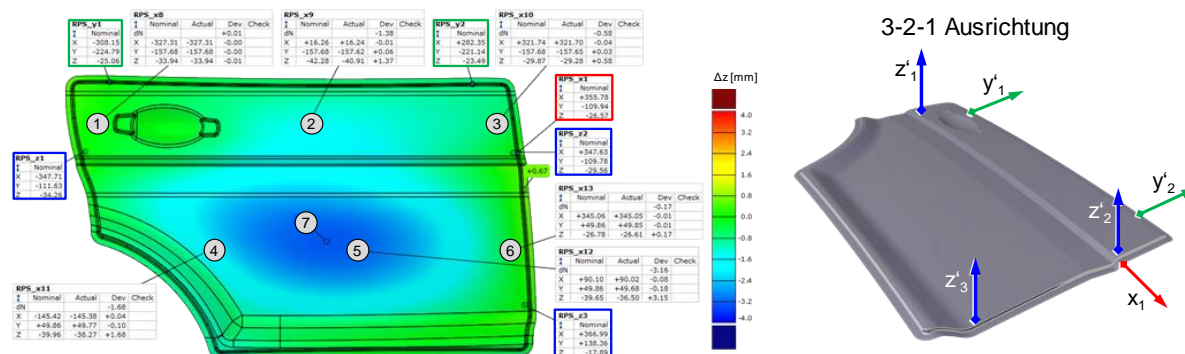 RPS_y1
Nominal
X -308.15
Y -224.79
Z -25.06
RPS_x8 Nominal Actual Dev Check
dN +0.01
X -327.31 -327.31 -0.00
Y -157.68 -157.68 -0.00
Z -33.94 -33.94 -0.01
RPS_x9 Nominal Actual Dev Check
dN -1.38
X +16.26 +16.24 -0.01
Y -157.68 -157.62 +0.06
Z -42.28 -40.91 +1.37
RPS_y2
Nominal
X +282.35
Y -221.14
Z -23.49
RPS_x10 Nominal Actual Dev Check
dN -0.58
X +321.74 +321.70 -0.04
Y -157.68 -157.65 +0.03
Z -29.87 -29.28 +0.58
RPS_x1
Nominal
X +355.78
Y -109.94
Z -26.57
RPS_z2
Nominal
X +347.63
Y -109.78
Z -29.56
RPS_z1
Nominal
X -347.71
Y -111.63
Z -34.26
+0.67
RPS_x13 Nominal Actual Dev Check
dN -0.17
X +345.06 +345.05 -0.01
Y +49.86 +49.85 -0.01
Z -26.78 -26.61 +0.17
RPS_x12 Nominal Actual Dev Check
dN -3.16
X +90.10 +90.02 -0.08
Y +49.86 +49.68 -0.18
Z -39.65 -36.50 +3.15
RPS_x11 Nominal Actual Dev Check
dN -1.68
X -145.42 -145.38 +0.04
Y +49.86 +49.77 -0.10
Z -39.96 -38.27 +1.68
RPS_z3
Nominal
X +366.99
Y +138.36
Z -17.89
1
2
3
4
5
6
7
Δz [mm]
4.0
3.2
2.4
1.6
0.8
0.0
-0.8
-1.6
-2.4
-3.2
-4.0
3-2-1 Ausrichtung
z'1
y'1
y'2
z'2
z'3
x1